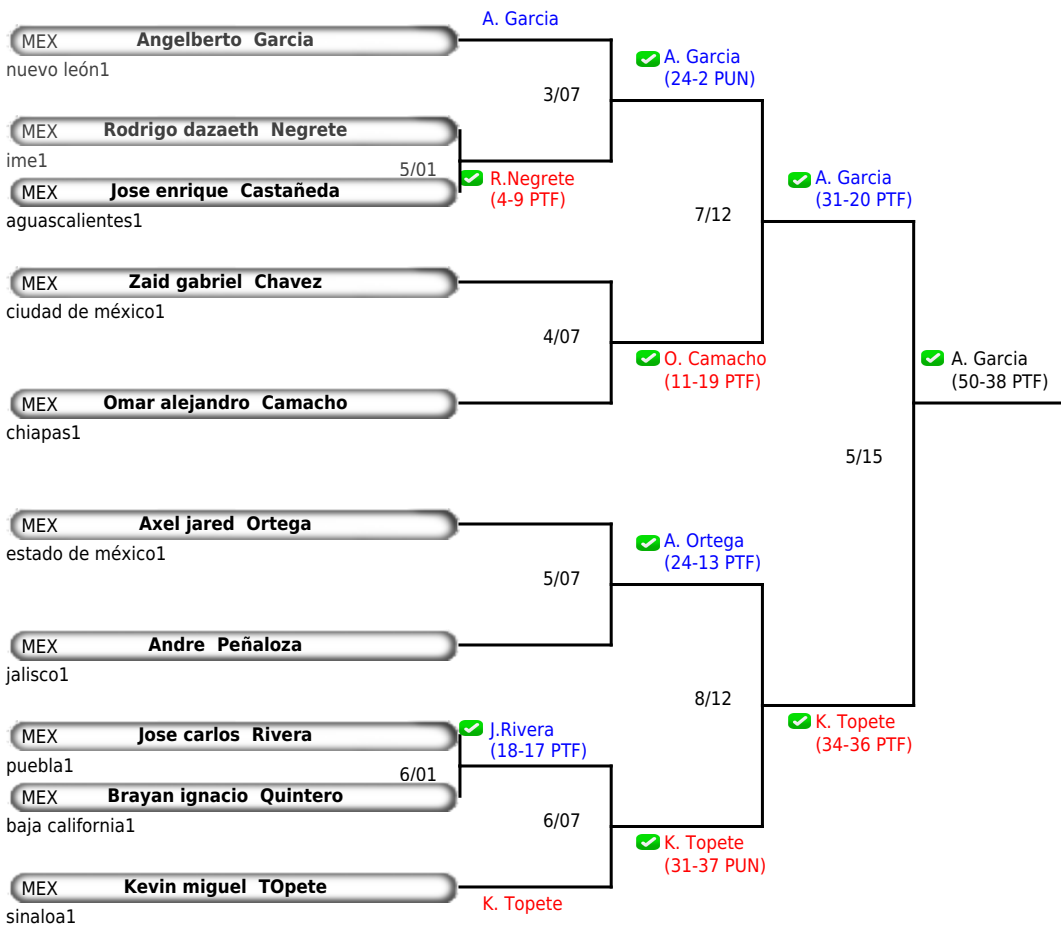 A. Garcia
MEX Angelberto Garcia
nuevo león1
A. Garcia
(24-2 PUN)
3/07
MEX Rodrigo dazaeth Negrete
ime1
5/01
R.Negrete
(4-9 PTF)
MEX Jose enrique Castañeda
aguascalientes1
A. Garcia
(31-20 PTF)
7/12
MEX Zaid gabriel Chavez
ciudad de méxico1
4/07
O. Camacho
(11-19 PTF)
A. Garcia
(50-38 PTF)
MEX Omar alejandro Camacho
chiapas1
5/15
MEX Axel jared Ortega
estado de méxico1
A. Ortega
(24-13 PTF)
5/07
MEX Andre Peñaloza
jalisco1
8/12
K. Topete
(34-36 PTF)
MEX Jose carlos Rivera
puebla1
J.Rivera
(18-17 PTF)
6/01
MEX Brayan ignacio Quintero
baja california1
6/07
K. Topete
(31-37 PUN)
MEX Kevin miguel TOpete
sinaloa1
K. Topete